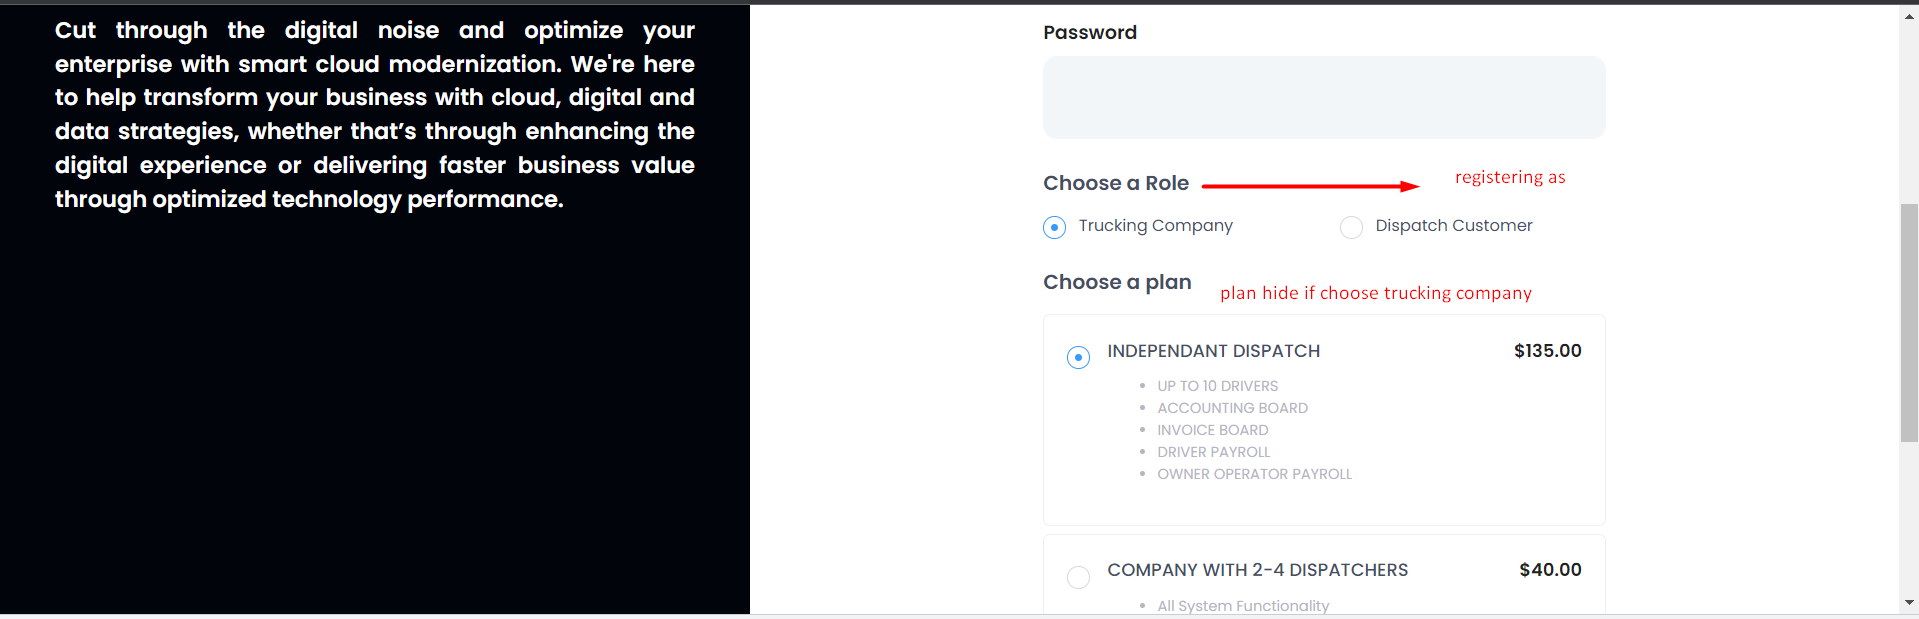 Cut through the digital noise and optimize your
enterprise with smart cloud modernization. We're here
to help transform your business with cloud, digital and
data strategies, whether that’s through enhancing the
digital experience or delivering faster business value
through optimized technology performance.
Password
Choose a Role registering as
Trucking Company Dispatch Customer
Choose a plan plan hide if choose trucking company
INDEPENDANT DISPATCH $135.00
• UP TO 10 DRIVERS
• ACCOUNTING BOARD
• INVOICE BOARD
• DRIVER PAYROLL
• OWNER OPERATOR PAYROLL
COMPANY WITH 2-4 DISPATCHERS $40.00
• All System Functionality